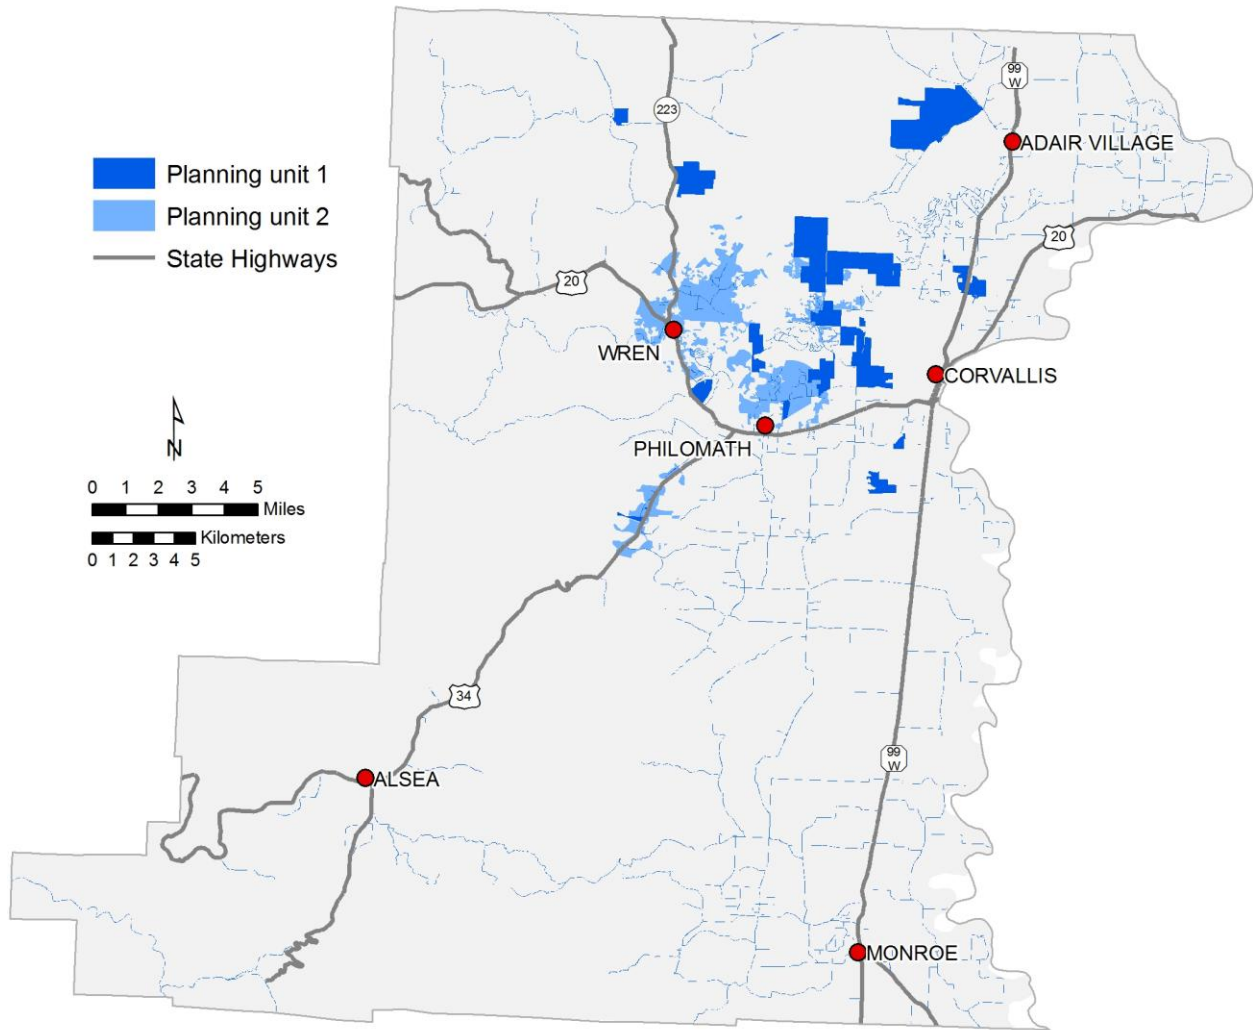 99
W
223
ADAIR VILLAGE
Planning unit 1
Planning unit 2
State Highways
20
20
WREN
CORVALLIS
PHILOMATH
N
0 1 2 3 4 5
Miles
Kilometers
0 1 2 3 4 5
34
99
W
ALSEA
MONROE